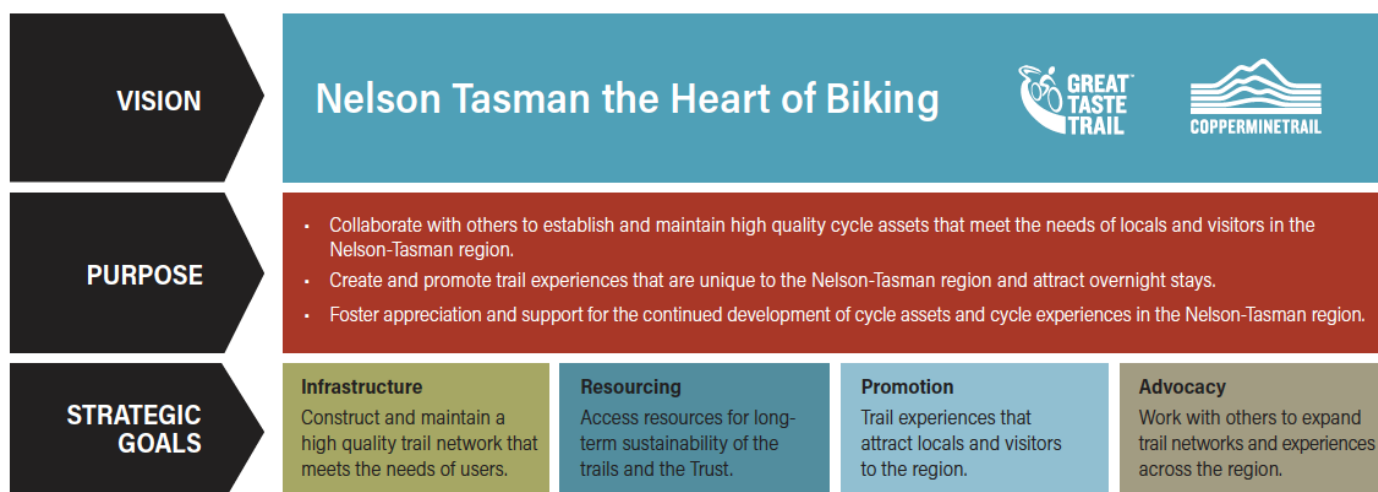 VISION
Nelson Tasman the Heart of Biking
GREAT™
TASTE
TRAIL
COPPERMINETRAIL
PURPOSE
• Collaborate with others to establish and maintain high quality cycle assets that meet the needs of locals and visitors in the
Nelson-Tasman region.
• Create and promote trail experiences that are unique to the Nelson-Tasman region and attract overnight stays.
• Foster appreciation and support for the continued development of cycle assets and cycle experiences in the Nelson-Tasman region.
STRATEGIC
GOALS
Infrastructure
Construct and maintain a
high quality trail network that
meets the needs of users.
Resourcing
Access resources for long-
term sustainability of the
trails and the Trust.
Promotion
Trail experiences that
attract locals and visitors
to the region.
Advocacy
Work with others to expand
trail networks and experiences
across the region.